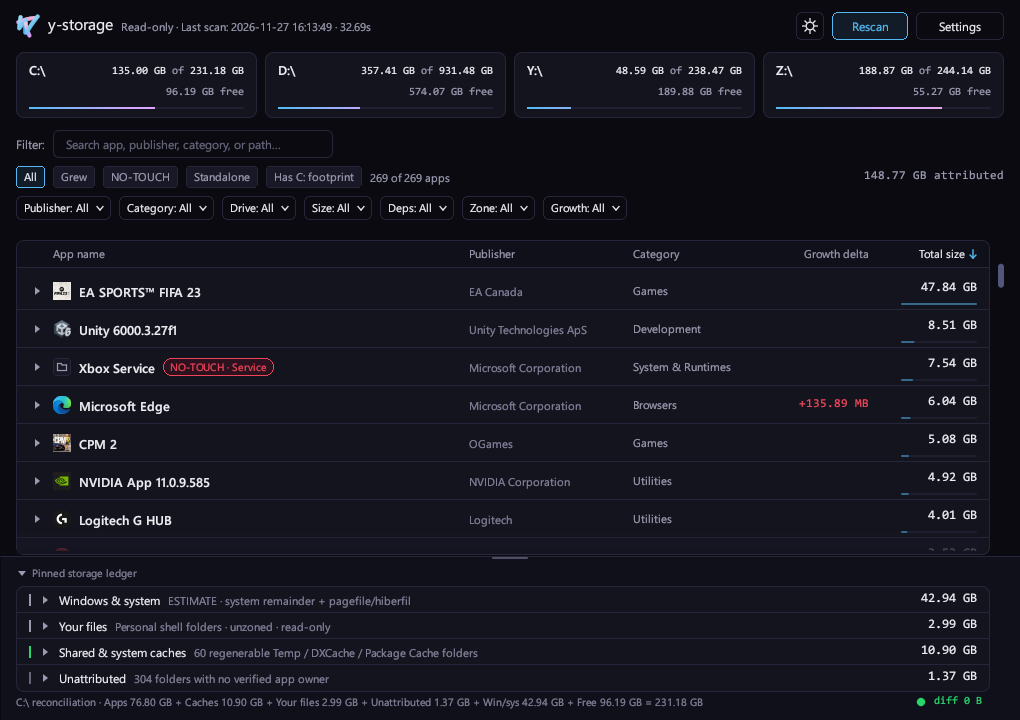 y-storage Read-only · Last scan: 2026-11-27 16:13:49 · 32.69s Rescan Settings
C:\ 135.00 GB of 231.18 GB
96.19 GB free
D:\ 357.41 GB of 931.48 GB
574.07 GB free
Y:\ 48.59 GB of 238.47 GB
189.88 GB free
Z:\ 188.87 GB of 244.14 GB
55.27 GB free
Filter: Search app, publisher, category, or path...
All Grew NO-TOUCH Standalone Has C: footprint 269 of 269 apps 148.77 GB attributed
Publisher: All Category: All Drive: All Size: All Deps: All Zone: All Growth: All
App name Publisher Category Growth delta Total size ↓
EA SPORTS™ FIFA 23 EA Canada Games 47.84 GB
Unity 6000.3.27f1 Unity Technologies ApS Development 8.51 GB
Xbox Service NO-TOUCH · Service Microsoft Corporation System & Runtimes 7.54 GB
Microsoft Edge Microsoft Corporation Browsers +135.89 MB 6.04 GB
CPM 2 OGames Games 5.08 GB
NVIDIA App 11.0.9.585 NVIDIA Corporation Utilities 4.92 GB
Logitech G HUB Logitech Utilities 4.01 GB
Pinned storage ledger
Windows & system ESTIMATE · system remainder + pagefile/hiberfil 42.94 GB
Your files Personal shell folders · unzoned · read-only 2.99 GB
Shared & system caches 60 regenerable Temp / DXCache / Package Cache folders 10.90 GB
Unattributed 304 folders with no verified app owner 1.37 GB
C:\ reconciliation · Apps 76.80 GB + Caches 10.90 GB + Your files 2.99 GB + Unattributed 1.37 GB + Win/sys 42.94 GB + Free 96.19 GB = 231.18 GB diff 0 B